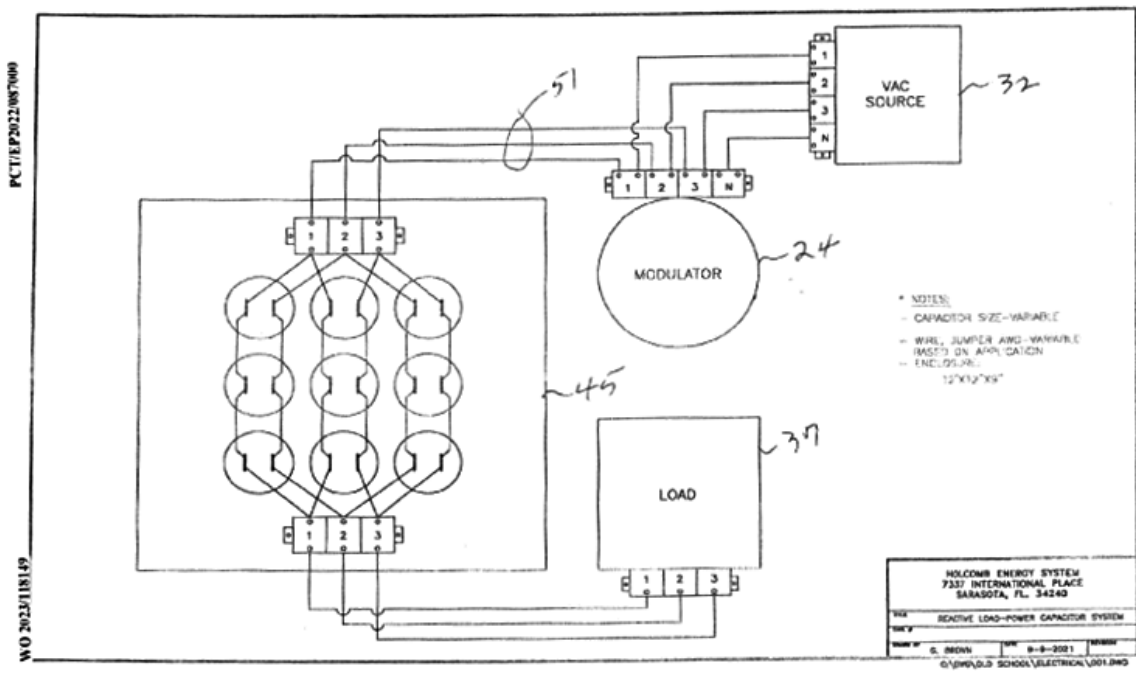 PCT/EP2022/087000
WO 2023/118149
51
1
2
3
N
VAC
SOURCE
32
1 2 3 N
MODULATOR
24
1 2 3
45
1 2 3
37
LOAD
1 2 3
* NOTES:
- CAPACITOR SIZE-VARIABLE
- WIRE, JUMPER AWG-VARIABLE
BASED ON APPLICATION
- ENCLOSURE:
HOLCOMB ENERGY SYSTEM
7337 INTERNATIONAL PLACE
SARASOTA, FL. 34240
TITLE REACTIVE LOAD-POWER CAPACITOR SYSTEM
G. BROWN DATE 9-9-2021 REVISION